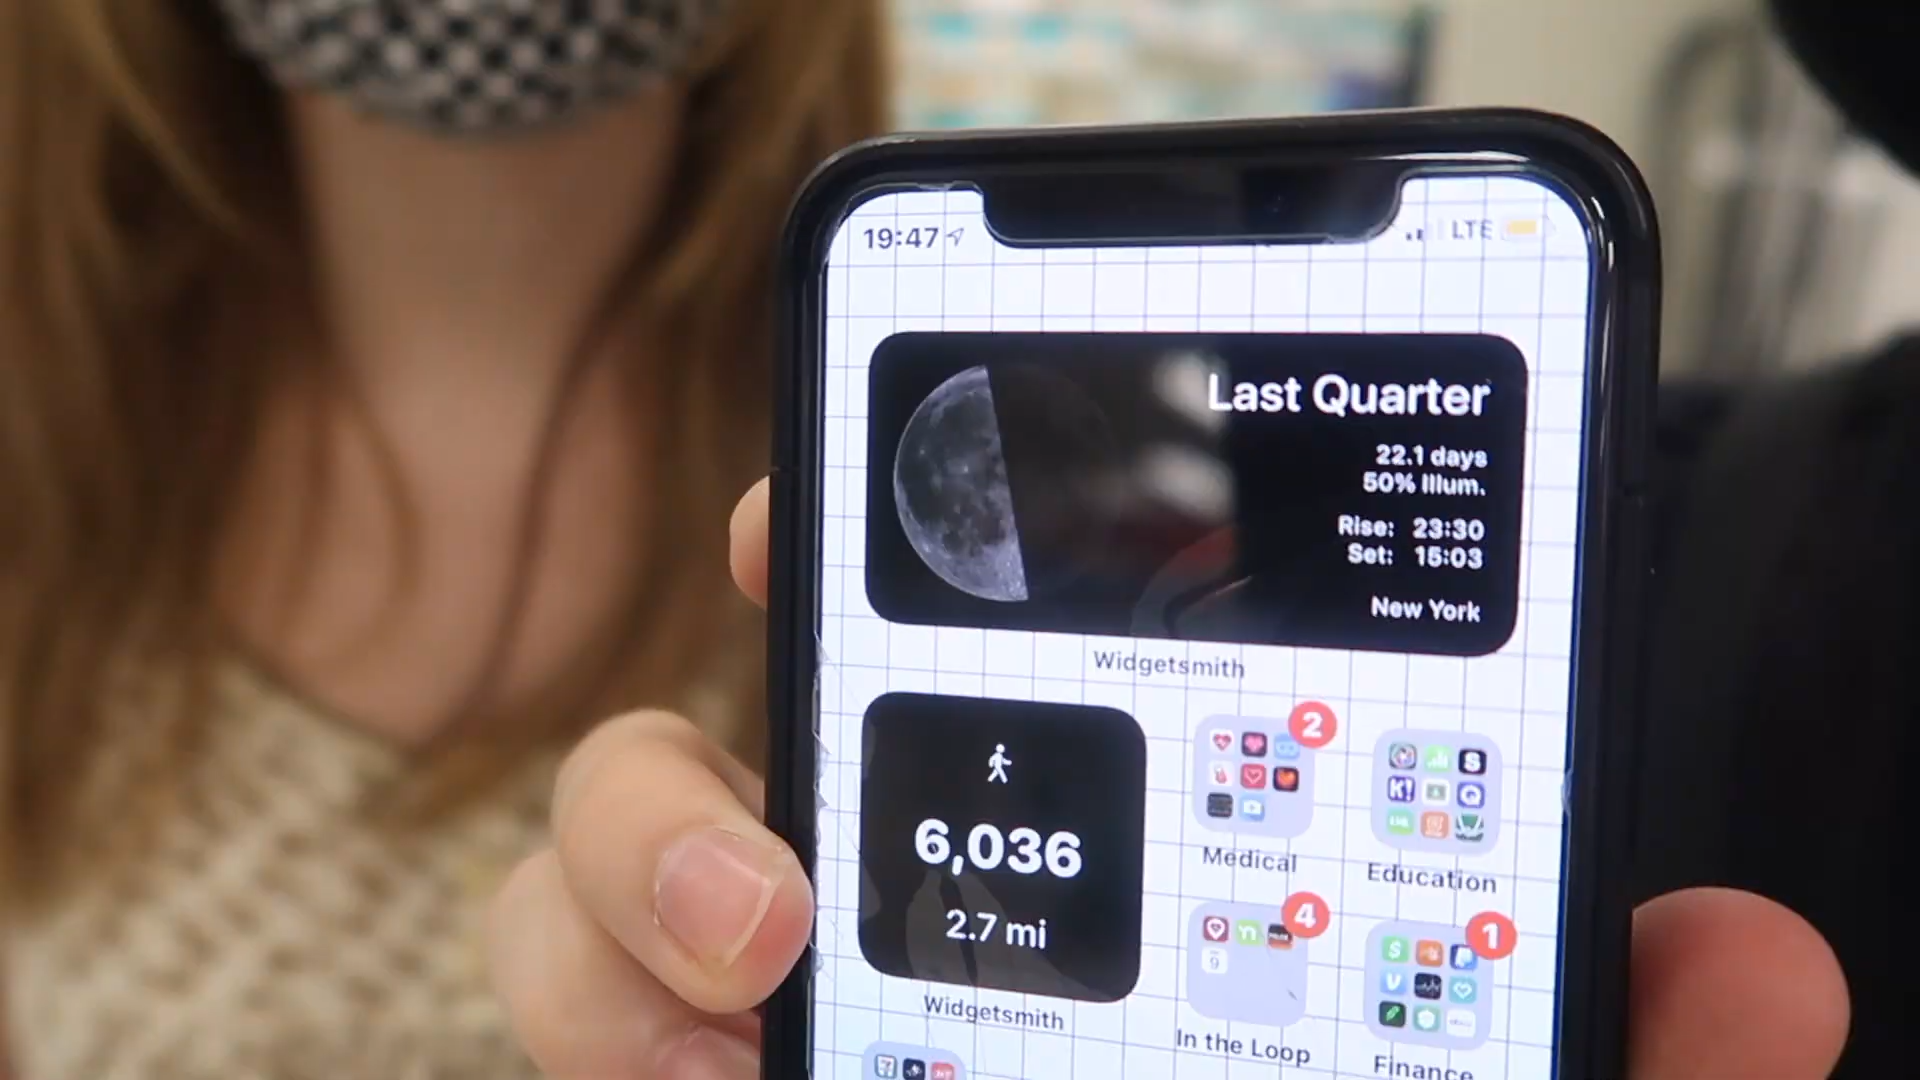 19:47
LTE
Last Quarter
22.1 days
50% Illum.
Rise: 23:30
Set: 15:03
New York
Widgetsmith
2
6,036
2.7 mi
S
K!
Q
Medical
Education
4
1
9
S
V
Widgetsmith
In the Loop
Finance